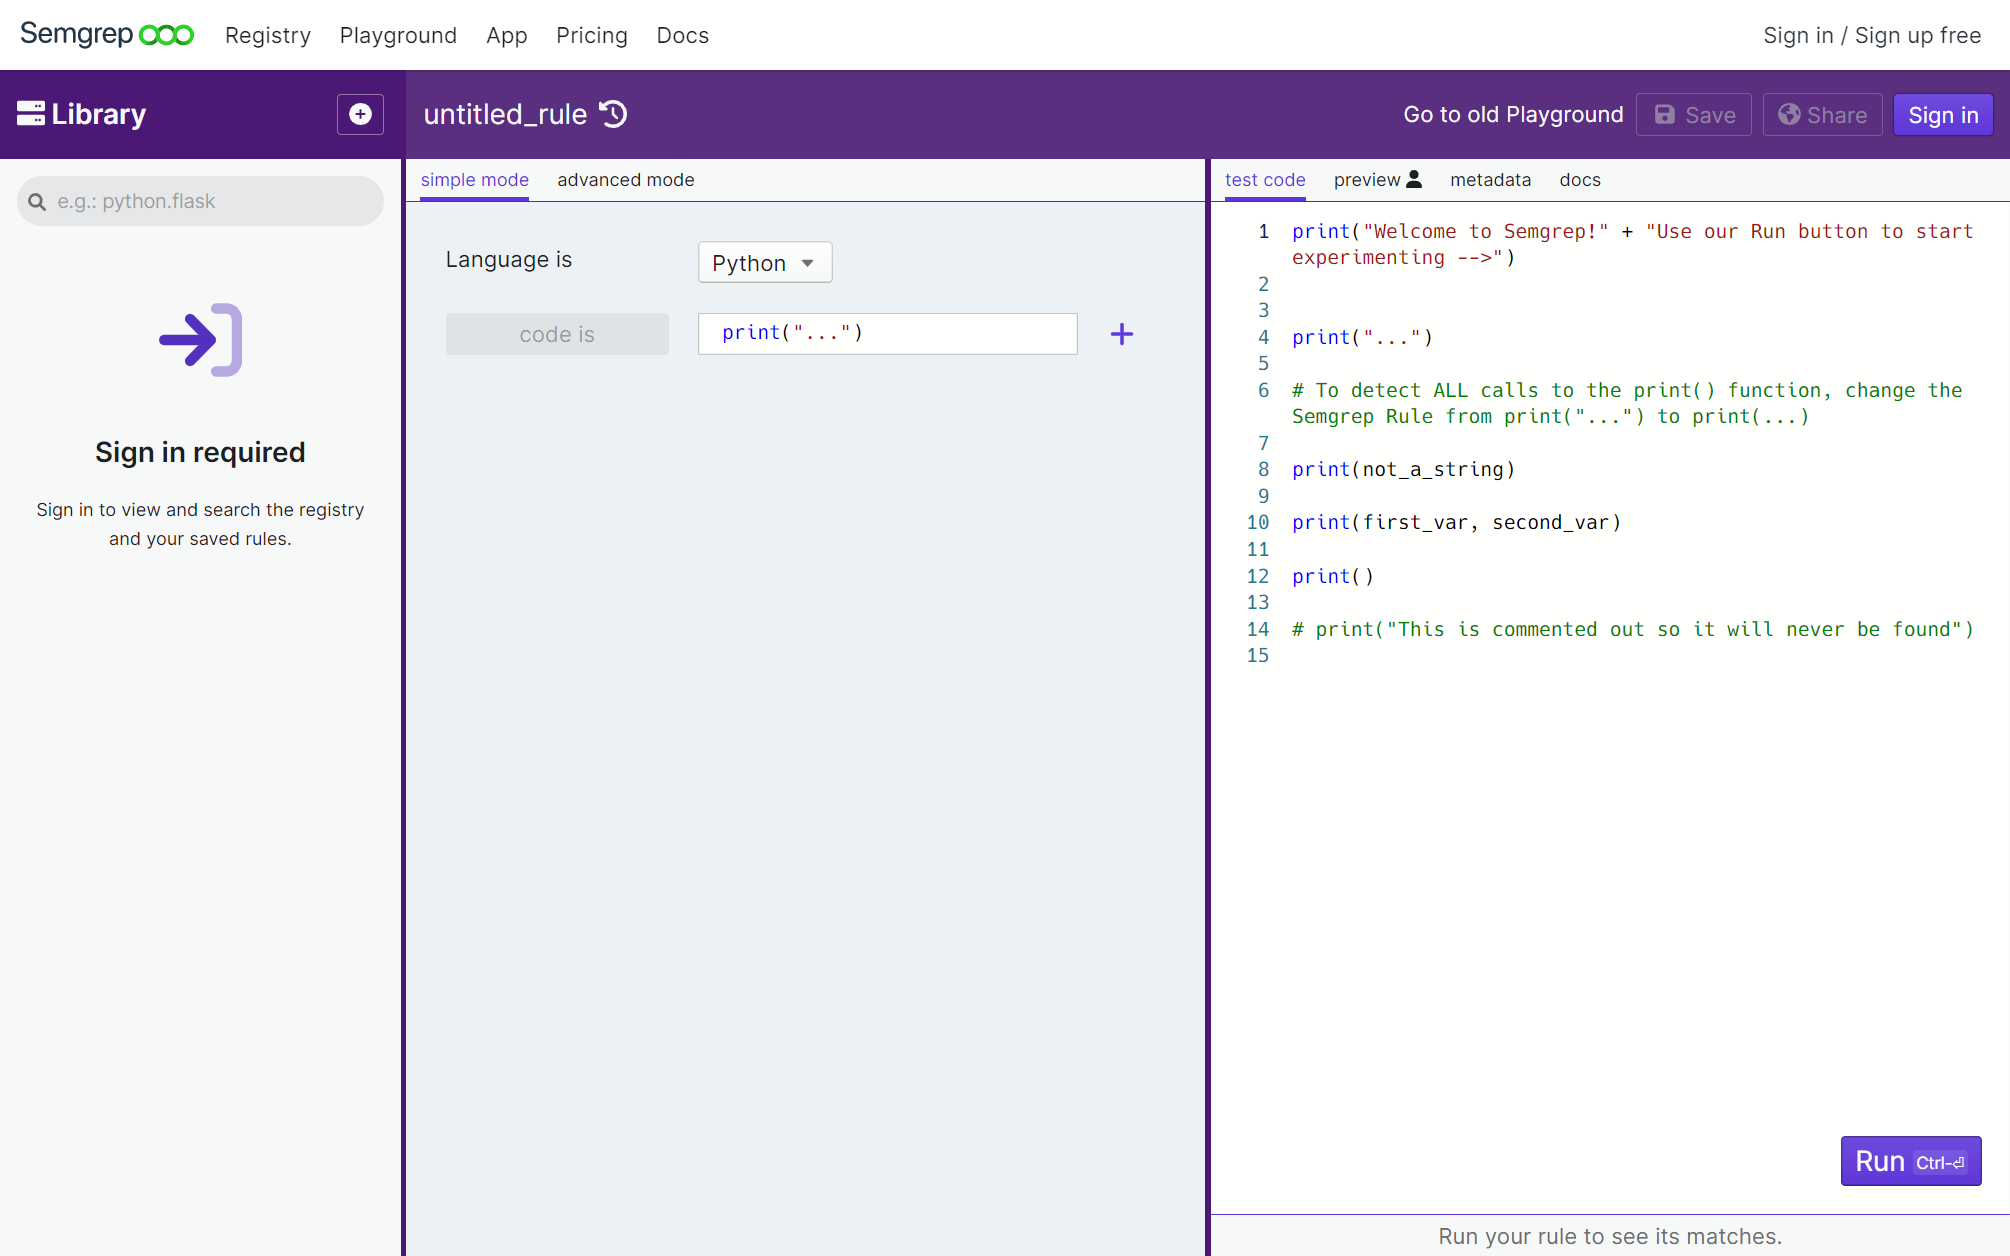 Semgrep Registry Playground App Pricing Docs Sign in / Sign up free
Library untitled_rule Go to old Playground Save Share Sign in
e.g.: python.flask
Sign in required
Sign in to view and search the registry
and your saved rules.
simple mode advanced mode
Language is Python
code is print("...") +
test code preview metadata docs
1 print("Welcome to Semgrep!" + "Use our Run button to start
experimenting -->")
2
3
4 print("...")
5
6 # To detect ALL calls to the print() function, change the
Semgrep Rule from print("...") to print(...)
7
8 print(not_a_string)
9
10 print(first_var, second_var)
11
12 print()
13
14 # print("This is commented out so it will never be found")
15
Run Ctrl-⏎
Run your rule to see its matches.